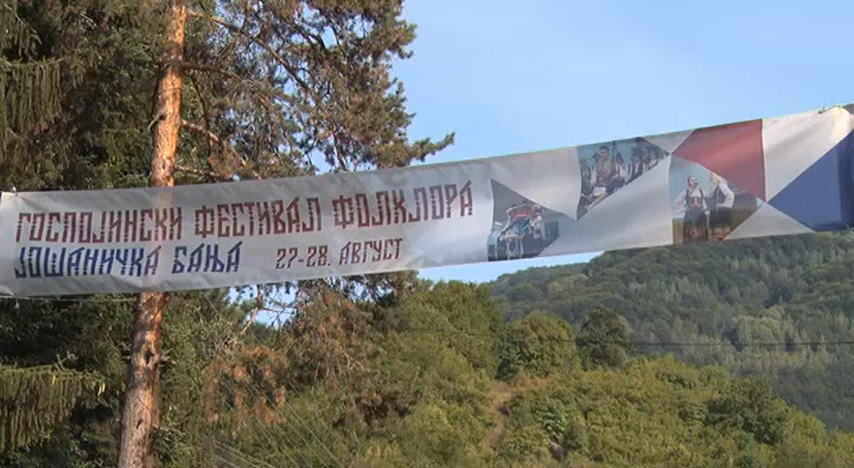 ГОСПОЈИНСКИ ФЕСТИВАЛ ФОЛКЛОРА
ЈОШАНИЧКА БАЊА 27-28. АВГУСТ